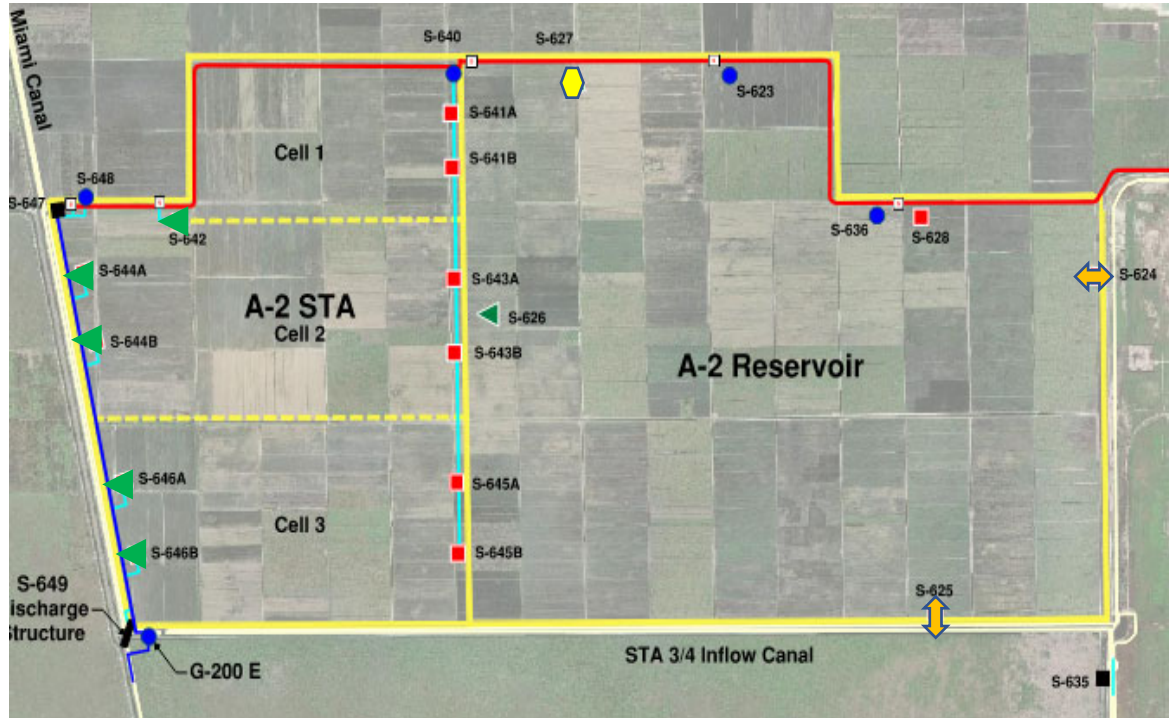 Miami Canal
S-640
S-627
S-623
S-641A
Cell 1
S-641B
S-648
S-647
S-642
S-636
S-628
S-644A
S-643A
S-624
A-2 STA
S-626
Cell 2
S-644B
S-643B
A-2 Reservoir
S-646A
S-645A
Cell 3
S-646B
S-645B
S-649
ischarge
Structure
S-625
STA 3/4 Inflow Canal
G-200 E
S-635